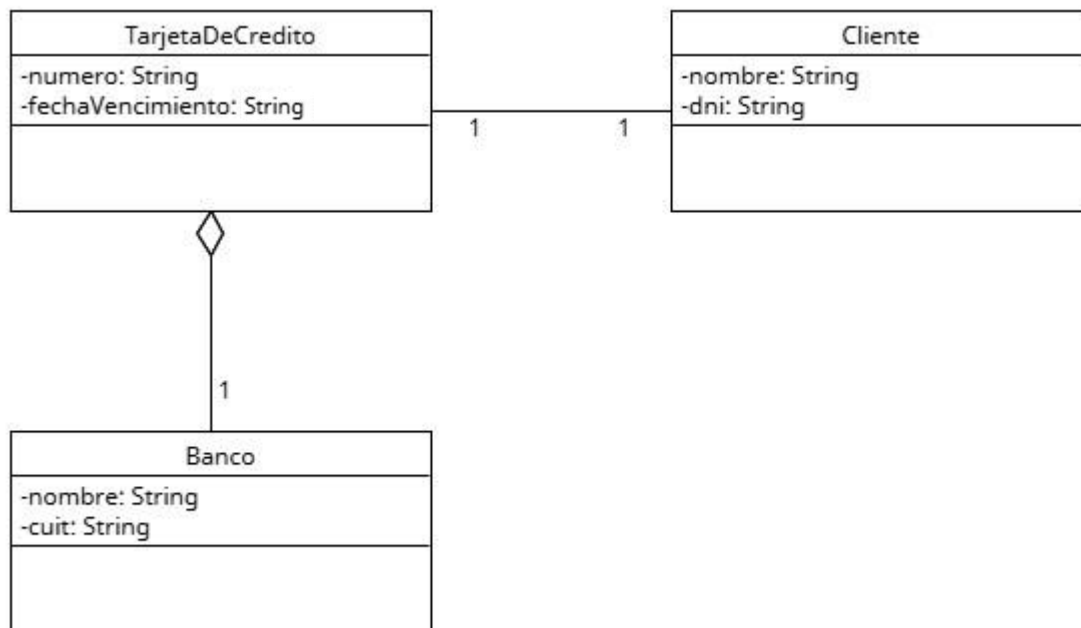 TarjetaDeCredito
-numero: String
-fechaVencimiento: String
Cliente
-nombre: String
-dni: String
1
1
1
Banco
-nombre: String
-cuit: String